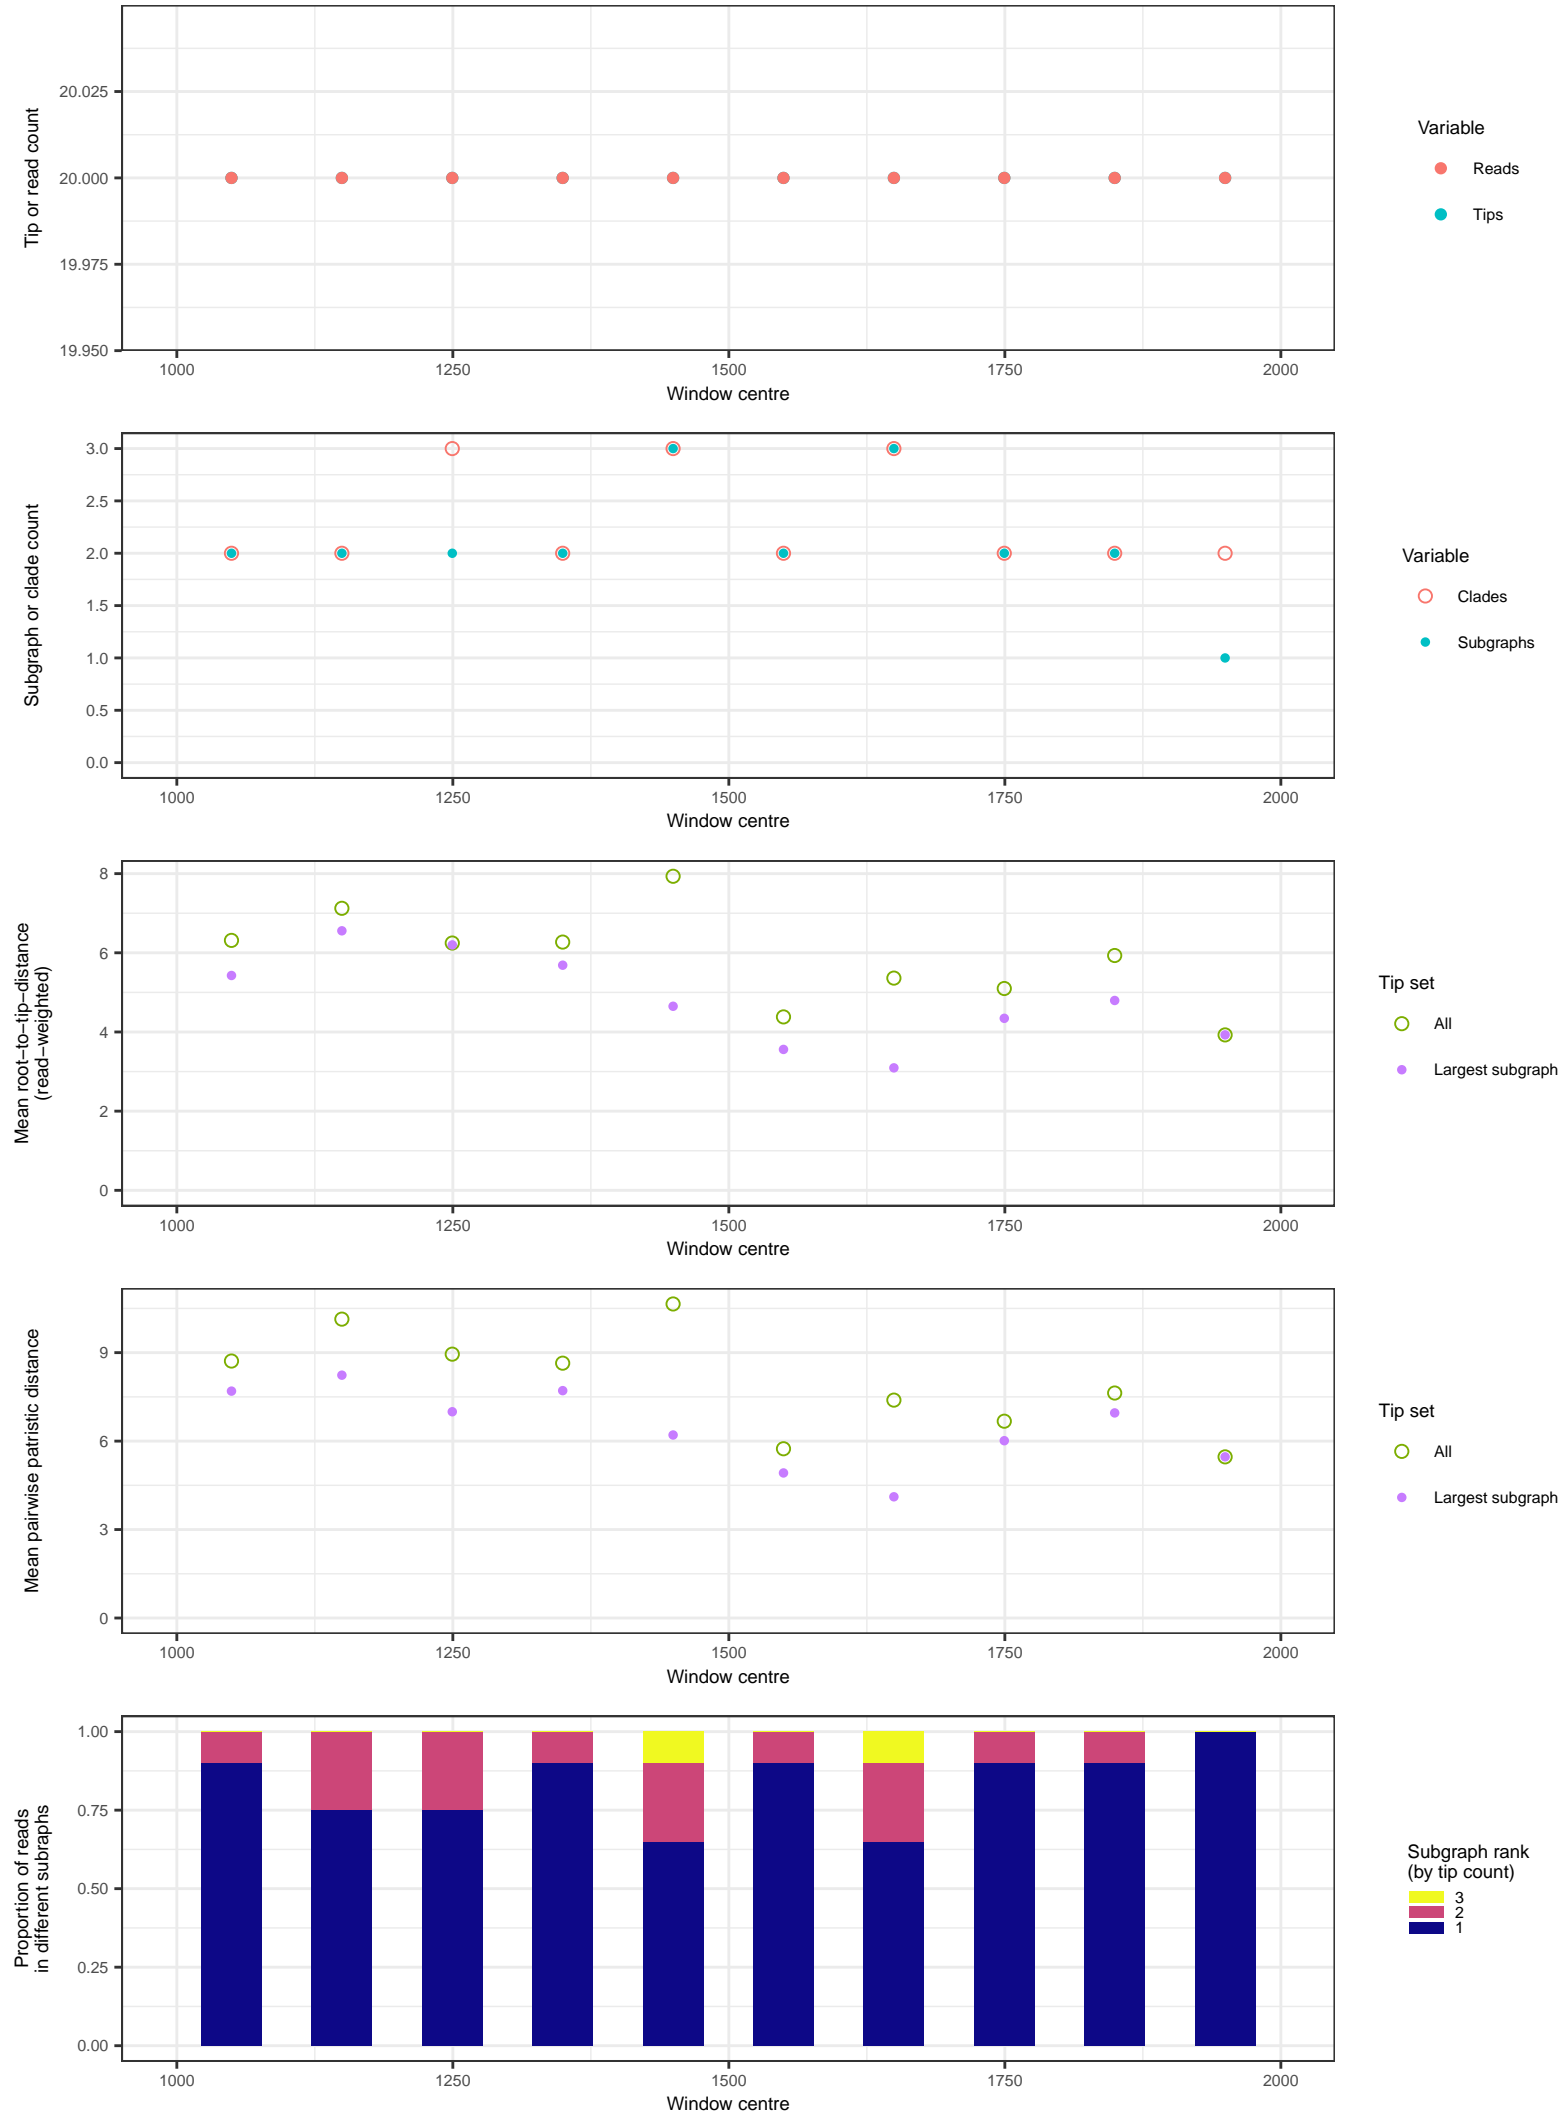 20.025
20.000
19.975
19.950
Tip or read count
1000 1250 1500 1750 2000
Window centre
Variable
Reads
Tips
3.0
2.5
2.0
1.5
1.0
0.5
0.0
Subgraph or clade count
1000 1250 1500 1750 2000
Window centre
Variable
Clades
Subgraphs
8
6
4
2
0
Mean root−to−tip−distance
(read−weighted)
1000 1250 1500 1750 2000
Window centre
Tip set
All
Largest subgraph
9
6
3
0
Mean pairwise patristic distance
1000 1250 1500 1750 2000
Window centre
Tip set
All
Largest subgraph
1.00
0.75
0.50
0.25
0.00
Proportion of reads
in different subraphs
1000 1250 1500 1750 2000
Window centre
Subgraph rank
(by tip count)
3
2
1